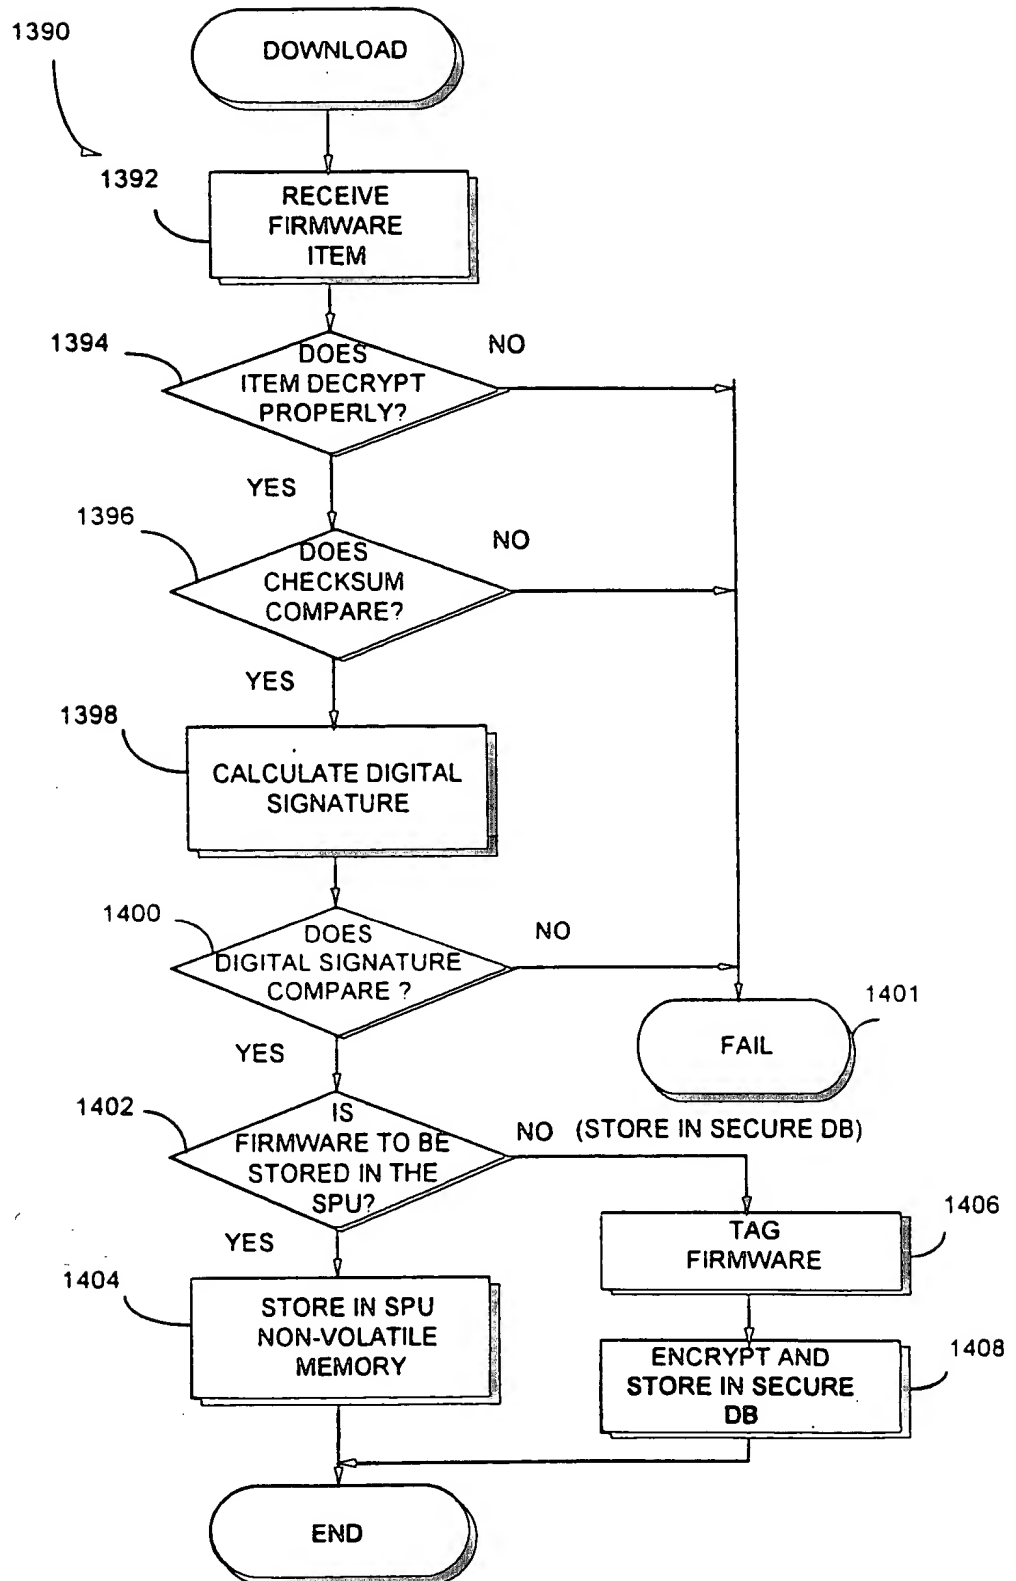 1390
DOWNLOAD
1392
RECEIVE
FIRMWARE
ITEM
1394
DOES
ITEM DECRYPT
PROPERLY?
NO
YES
1396
DOES
CHECKSUM
COMPARE?
NO
YES
1398
CALCULATE DIGITAL
SIGNATURE
1400
DOES
DIGITAL SIGNATURE
COMPARE ?
NO
1401
FAIL
YES
1402
IS
FIRMWARE TO BE
STORED IN THE
SPU?
NO (STORE IN SECURE DB)
1406
TAG
FIRMWARE
YES
1404
STORE IN SPU
NON-VOLATILE
MEMORY
1408
ENCRYPT AND
STORE IN SECURE
DB
END